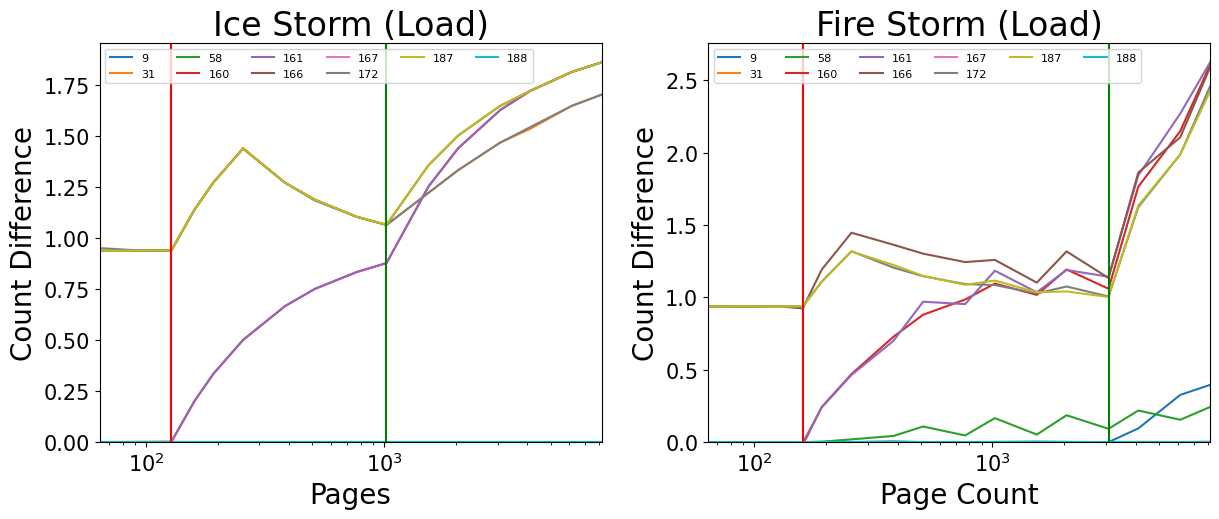 Ice Storm (Load)
Count Difference
1.75
1.50
1.25
1.00
0.75
0.50
0.25
0.00
9 58 161 167 187 188
31 160 166 172
10² 10³
Pages
Fire Storm (Load)
Count Difference
2.5
2.0
1.5
1.0
0.5
0.0
9 58 161 167 187 188
31 160 166 172
10² 10³
Page Count